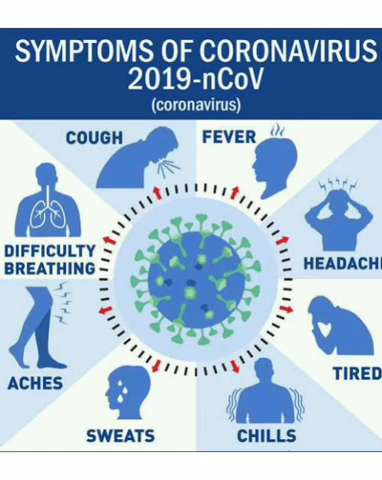 SYMPTOMS OF CORONAVIRUS
2019-nCoV
(coronavirus)
COUGH
FEVER
DIFFICULTY
BREATHING
HEADACH
ACHES
TIRED
SWEATS
CHILLS